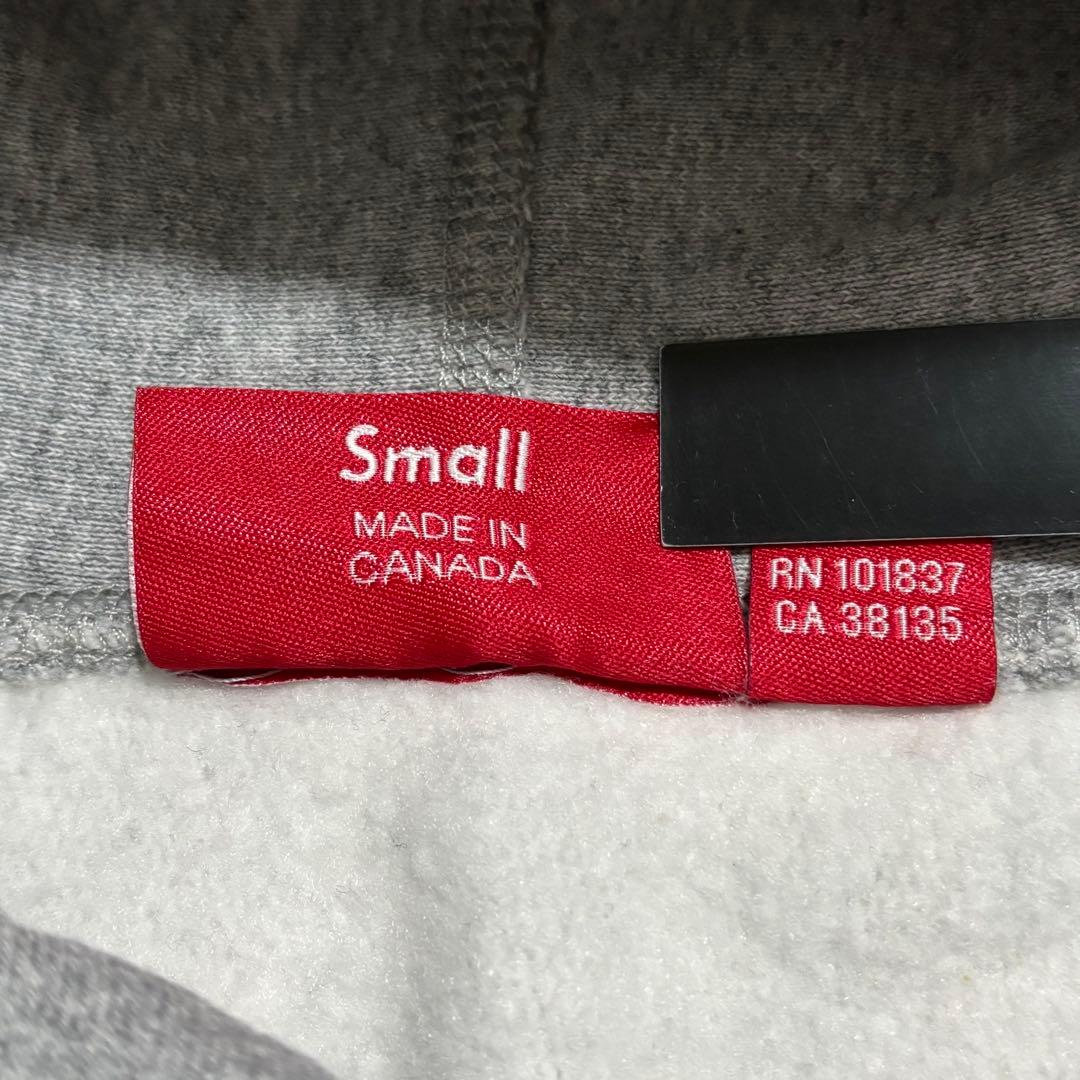 Small
MADE IN
CANADA
RN 101837
CA 38135